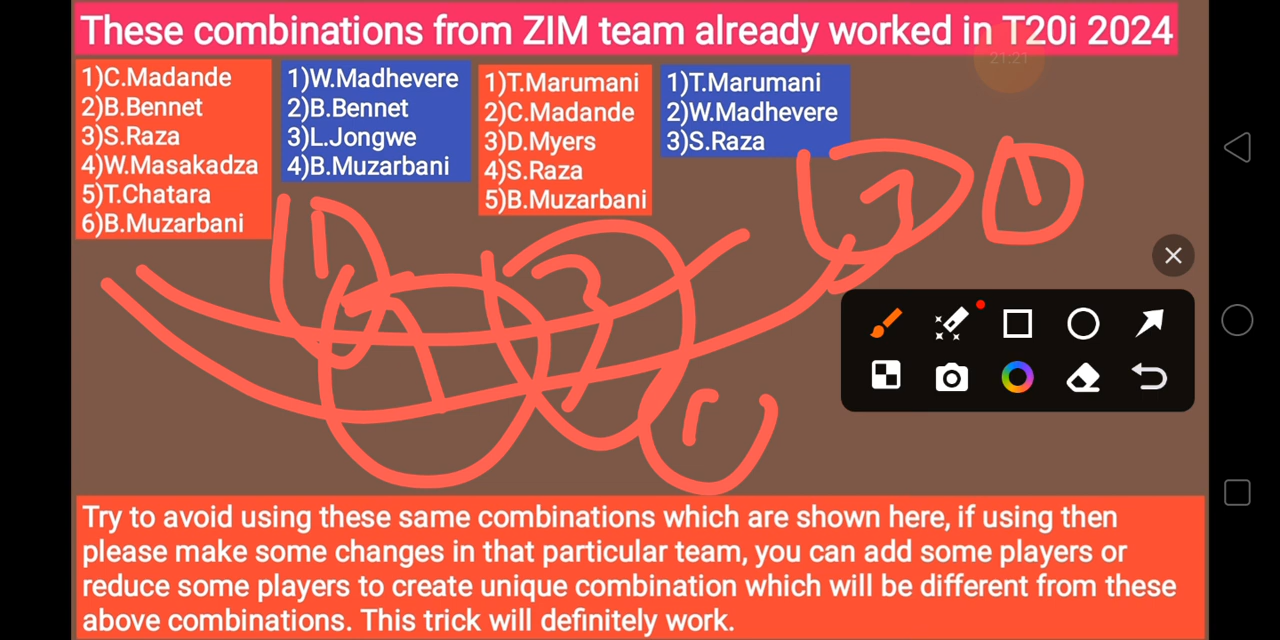 These combinations from ZIM team already worked in T20i 2024
21:21
1)C.Madande
2)B.Bennet
3)S.Raza
4)W.Masakadza
5)T.Chatara
6)B.Muzarbani
1)W.Madhevere
2)B.Bennet
3)L.Jongwe
4)B.Muzarbani
1)T.Marumani
2)C.Madande
3)D.Myers
4)S.Raza
5)B.Muzarbani
1)T.Marumani
2)W.Madhevere
3)S.Raza
Try to avoid using these same combinations which are shown here, if using then
please make some changes in that particular team, you can add some players or
reduce some players to create unique combination which will be different from these
above combinations. This trick will definitely work.